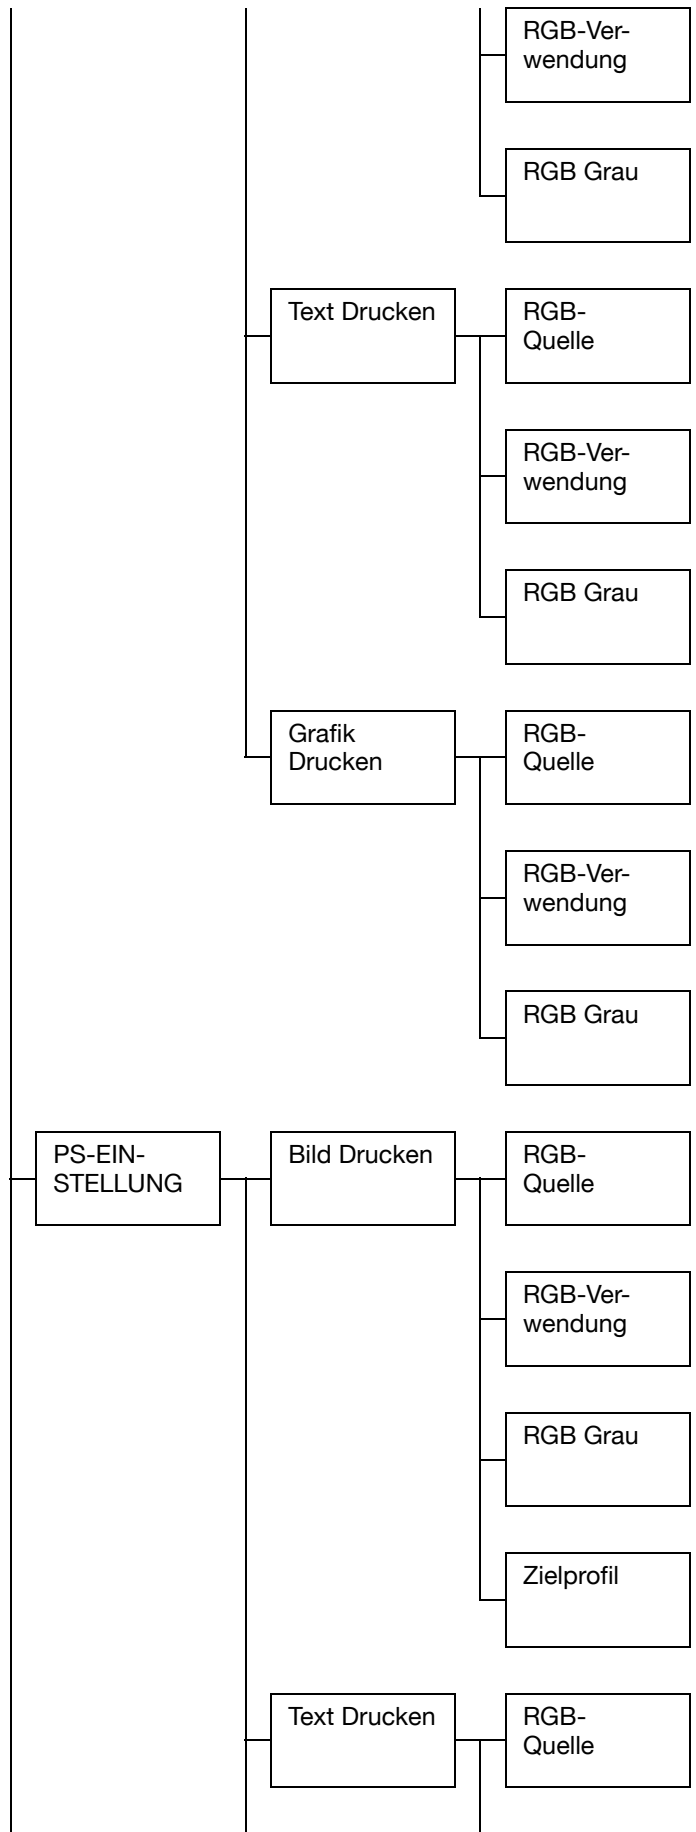 RGB-Ver-
wendung
RGB Grau
Text Drucken
RGB-
Quelle
RGB-Ver-
wendung
RGB Grau
Grafik
Drucken
RGB-
Quelle
RGB-Ver-
wendung
RGB Grau
PS-EIN-
STELLUNG
Bild Drucken
RGB-
Quelle
RGB-Ver-
wendung
RGB Grau
Zielprofil
Text Drucken
RGB-
Quelle